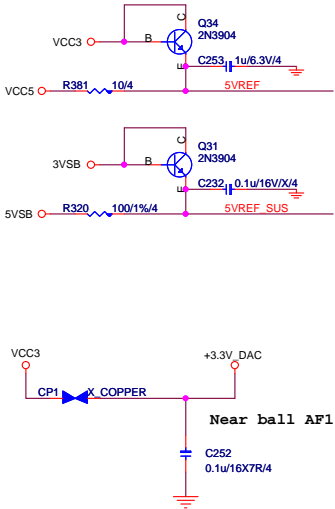 C
Q34
2N3904
VCC3
B
E
C253
1u/6.3V/4
VCC5
R381
10/4
5VREF
C
Q31
2N3904
3VSB
B
E
C232
0.1u/16V/X/4
5VSB
R320
100/1%/4
5VREF_SUS
VCC3
+3.3V_DAC
CP1
X_COPPER
Near ball AF1
C252
0.1u/16X7R/4